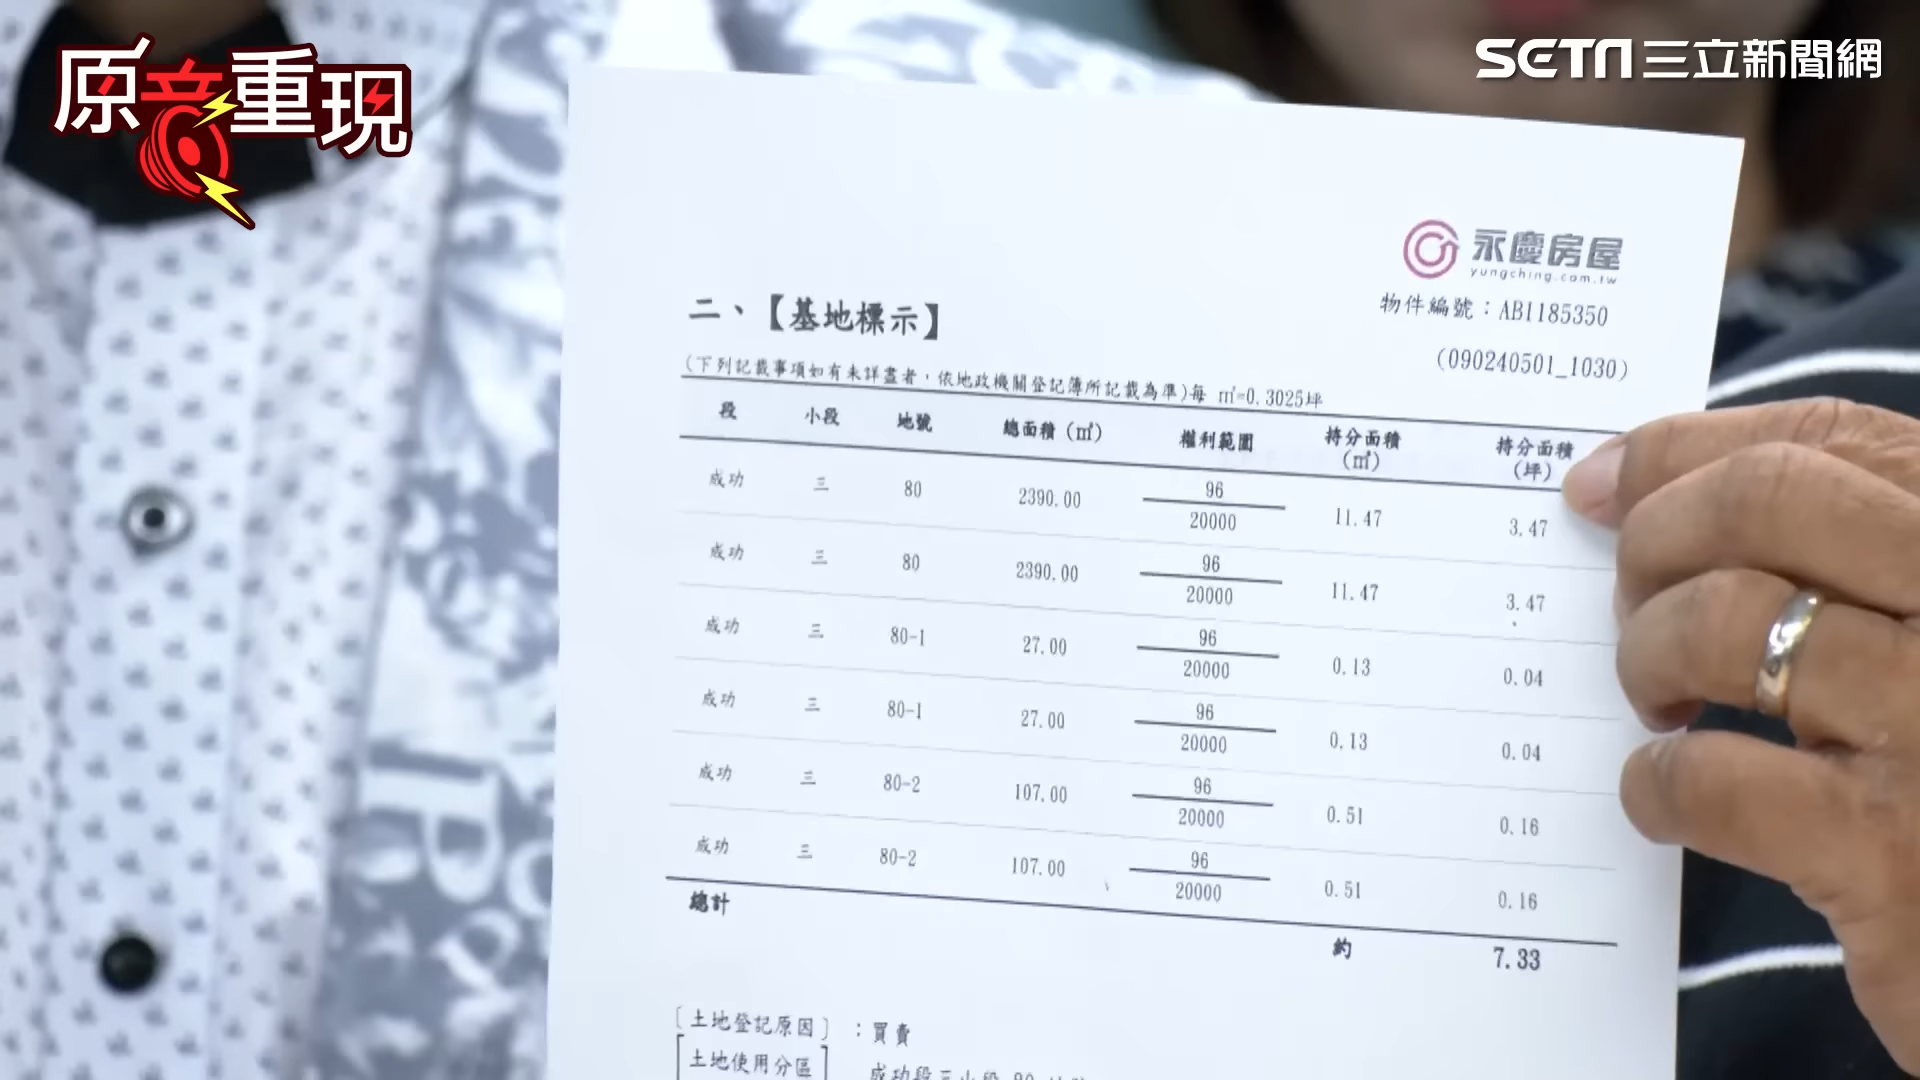 原音重現
SETN三立新聞網
永慶房屋
yungching.com.tw
物件編號：AB1185350
(090240501_1030)
二、【基地標示】
(下列記載事項如有未詳盡者，依地政機關登記簿所記載為準)每 ㎡=0.3025坪
段 小段 地號 總面積(㎡) 權利範圍 持分面積(㎡) 持分面積(坪)
成功 三 80 2390.00 96/20000 11.47 3.47
成功 三 80 2390.00 96/20000 11.47 3.47
成功 三 80-1 27.00 96/20000 0.13 0.04
成功 三 80-1 27.00 96/20000 0.13 0.04
成功 三 80-2 107.00 96/20000 0.51 0.16
成功 三 80-2 107.00 96/20000 0.51 0.16
總計 約 7.33
[土地登記原因]：買賣
[土地使用分區] 成功段三小段 80